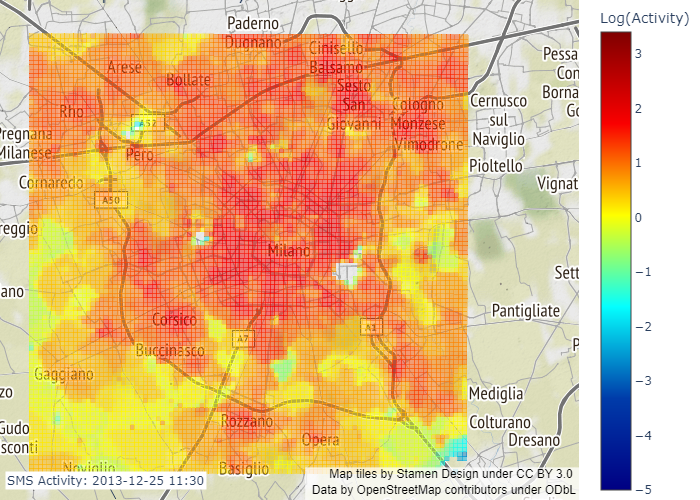 Paderno
Dugnano
Cinisello
Balsamo
Arese
Bollate
Sesto
San
Giovanni
Cologno
Monzese
Rho
A52
Pregnana
Milanese
Pero
Vimodrone
Cernusco
sul
Naviglio
Pioltello
Cornaredo
A50
Vignat
reggio
Milano
Sett
ano
Pantigliate
Corsico
A7
A1
Buccinasco
Gaggiano
Mediglia
Rozzano
Opera
Colturano
Dresano
Gudo
sconti
Noviglio
Basiglio
Pessa
Con
Borna
Go
zo
P
SMS Activity: 2013-12-25 11:30
Map tiles by Stamen Design under CC BY 3.0
Data by OpenStreetMap contributors under ODbL
Log(Activity)
3
2
1
0
−1
−2
−3
−4
−5